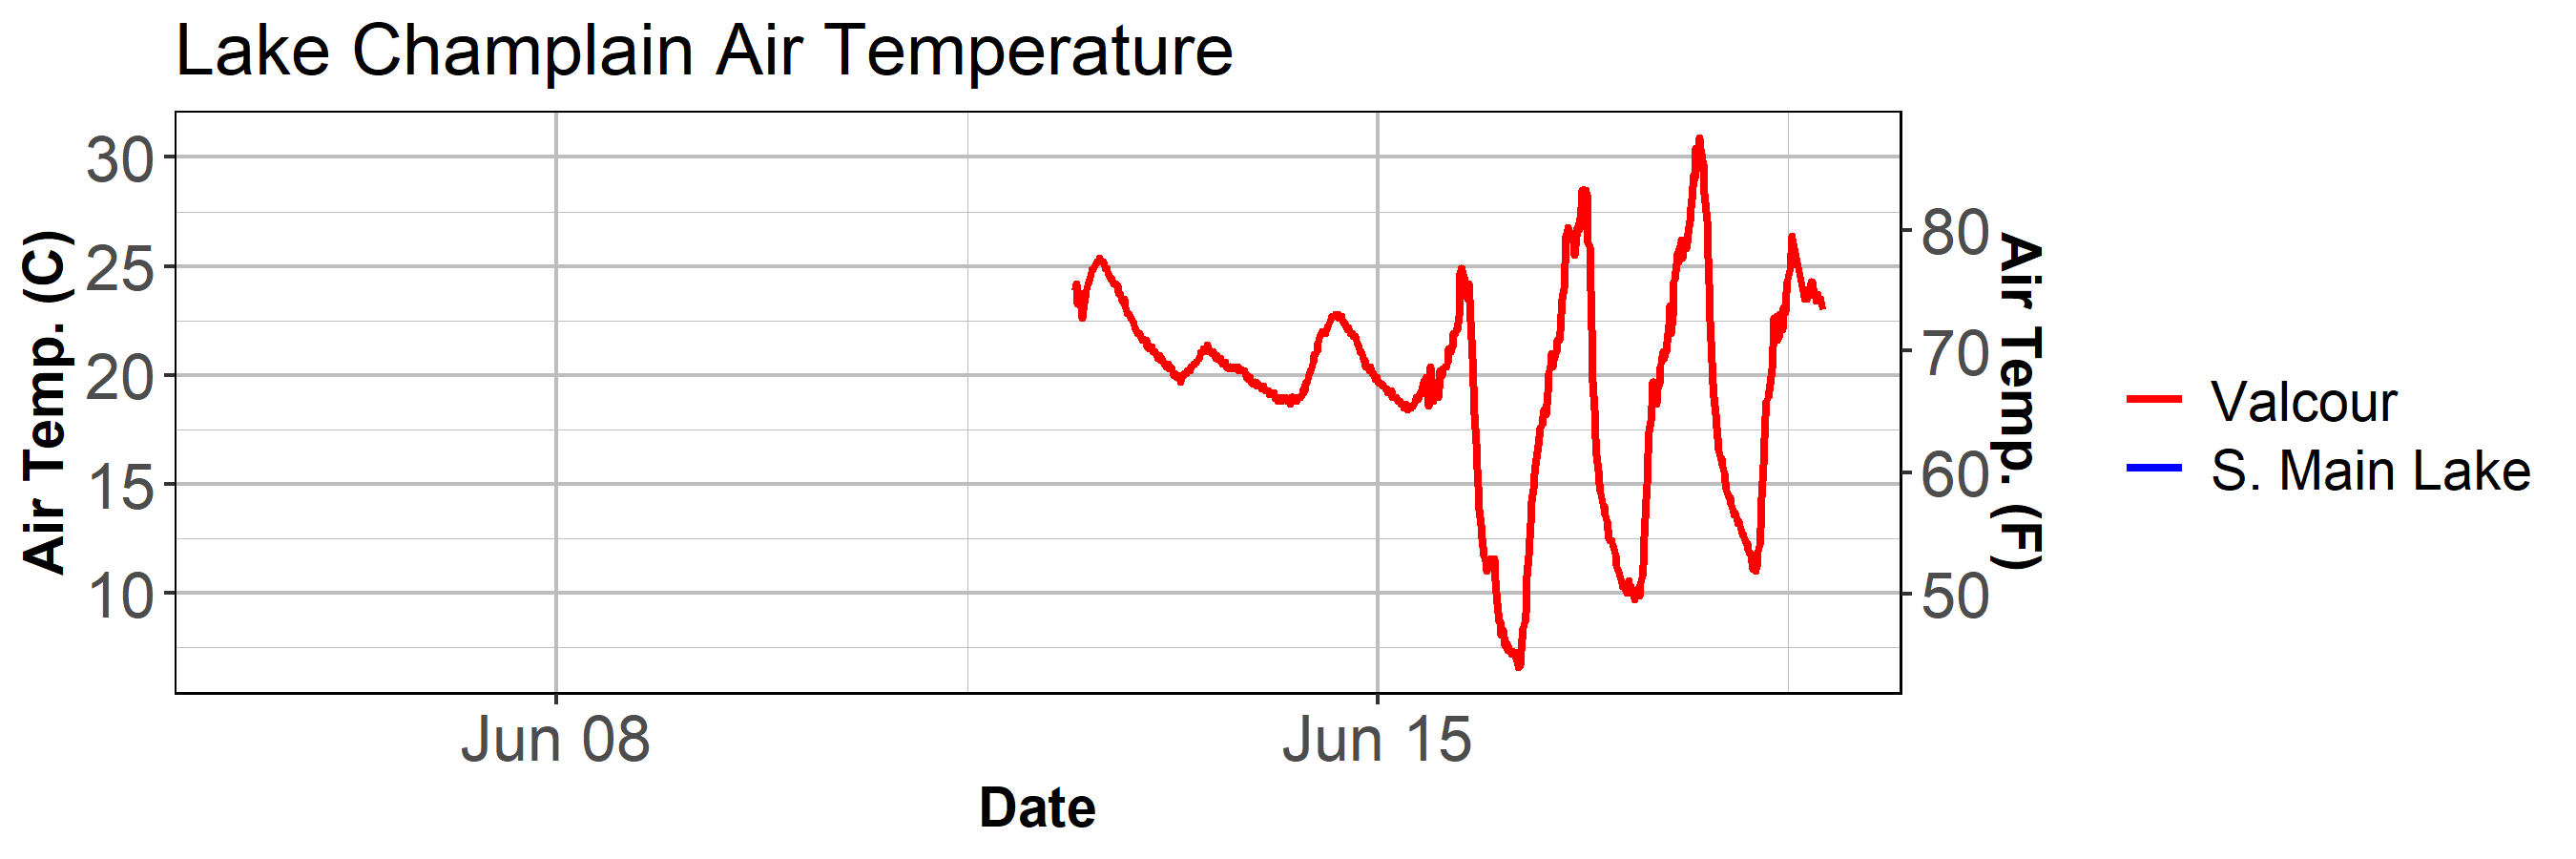 Lake Champlain Air Temperature
Air Temp. (C)
30
25
20
15
10
80
70
60
50
Air Temp. (F)
Jun 08
Jun 15
Date
Valcour
S. Main Lake